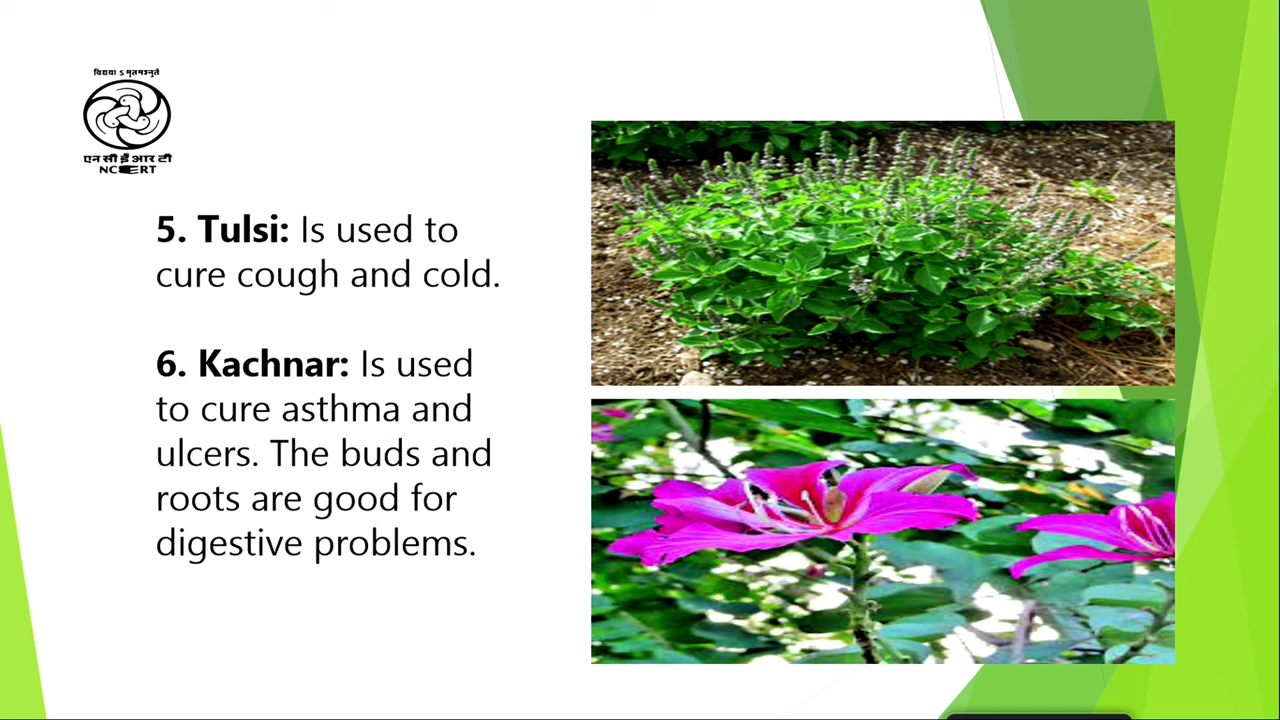 विद्यया ऽ मृतमश्नुते
एन सी ई आर टी
NCERT
5. Tulsi: Is used to
cure cough and cold.
6. Kachnar: Is used
to cure asthma and
ulcers. The buds and
roots are good for
digestive problems.